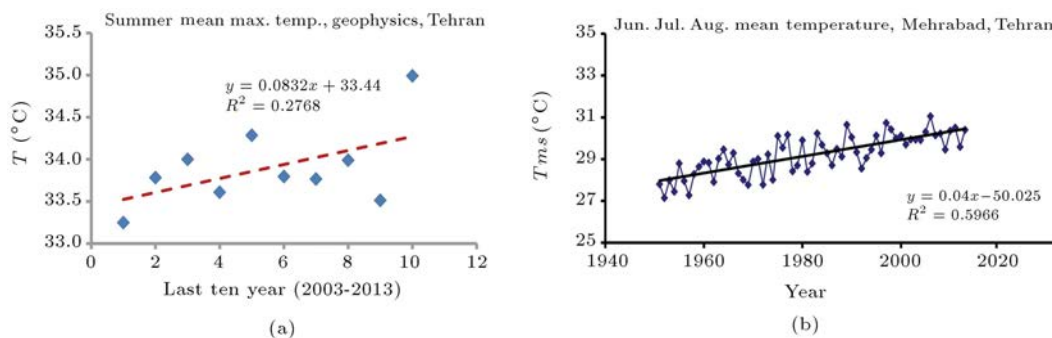 Summer mean max. temp., geophysics, Tehran
35.5
35.0
34.5
34.0
33.5
33.0
T (°C)
y = 0.0832x + 33.44
R² = 0.2768
0 2 4 6 8 10 12
Last ten year (2003-2013)
(a)
Jun. Jul. Aug. mean temperature, Mehrabad, Tehran
35
33
31
29
27
25
Tms (°C)
y = 0.04x−50.025
R² = 0.5966
1940 1960 1980 2000 2020
Year
(b)